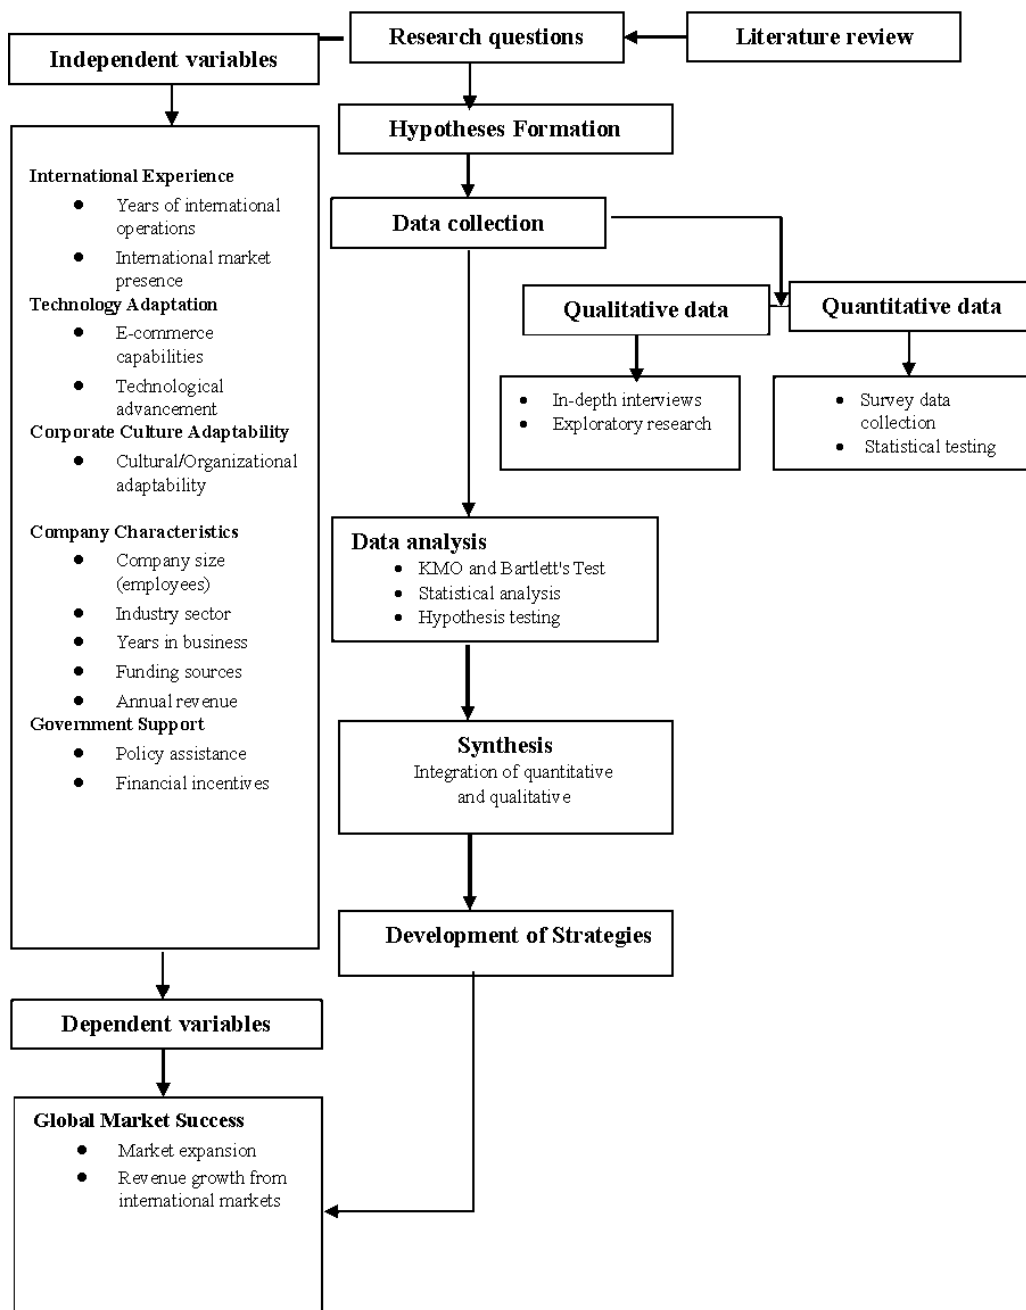 Research questions
Literature review
Independent variables
Hypotheses Formation
International Experience
Years of international
operations
International market
presence
Technology Adaptation
E-commerce
capabilities
Technological
advancement
Corporate Culture Adaptability
Cultural/Organizational
adaptability
Company Characteristics
Company size
(employees)
Industry sector
Years in business
Funding sources
Annual revenue
Government Support
Policy assistance
Financial incentives
Data collection
Qualitative data
Quantitative data
In-depth interviews
Exploratory research
Survey data
collection
Statistical testing
Data analysis
KMO and Bartlett's Test
Statistical analysis
Hypothesis testing
Synthesis
Integration of quantitative
and qualitative
Development of Strategies
Dependent variables
Global Market Success
Market expansion
Revenue growth from
international markets